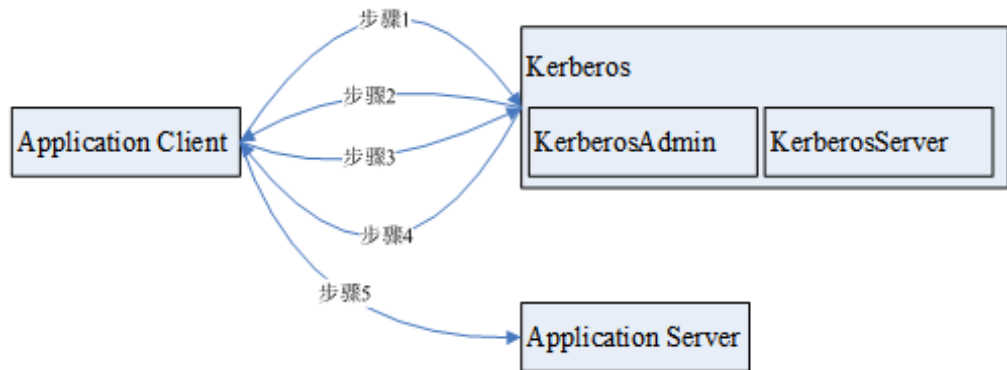 步骤1
Kerberos
步骤2
Application Client
KerberosAdmin
KerberosServer
步骤3
步骤4
步骤5
Application Server